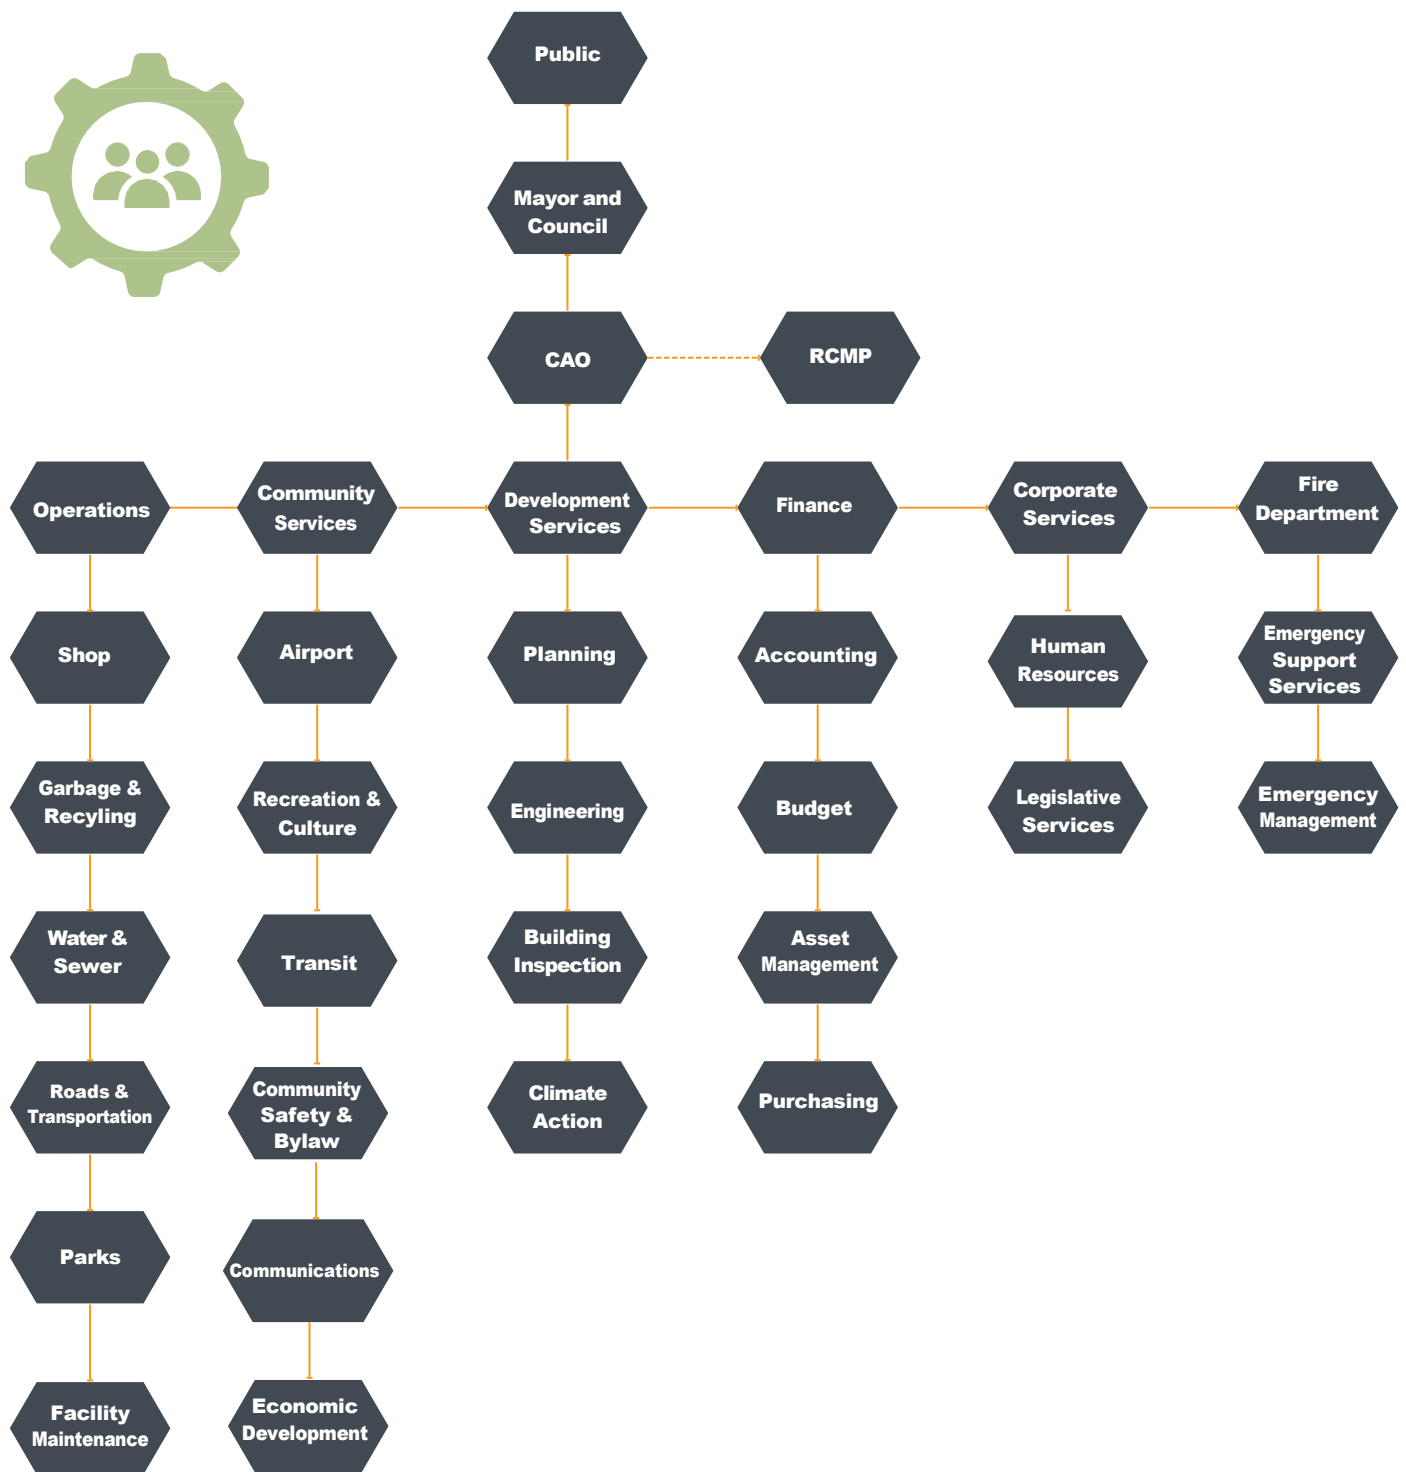 Public
Mayor and
Council
CAO
RCMP
Operations
Community
Services
Development
Services
Finance
Corporate
Services
Fire
Department
Shop
Airport
Planning
Accounting
Human
Resources
Emergency
Support
Services
Garbage &
Recyling
Recreation &
Culture
Engineering
Budget
Legislative
Services
Emergency
Management
Water &
Sewer
Transit
Building
Inspection
Asset
Management
Roads &
Transportation
Community
Safety &
Bylaw
Climate
Action
Purchasing
Parks
Communications
Facility
Maintenance
Economic
Development